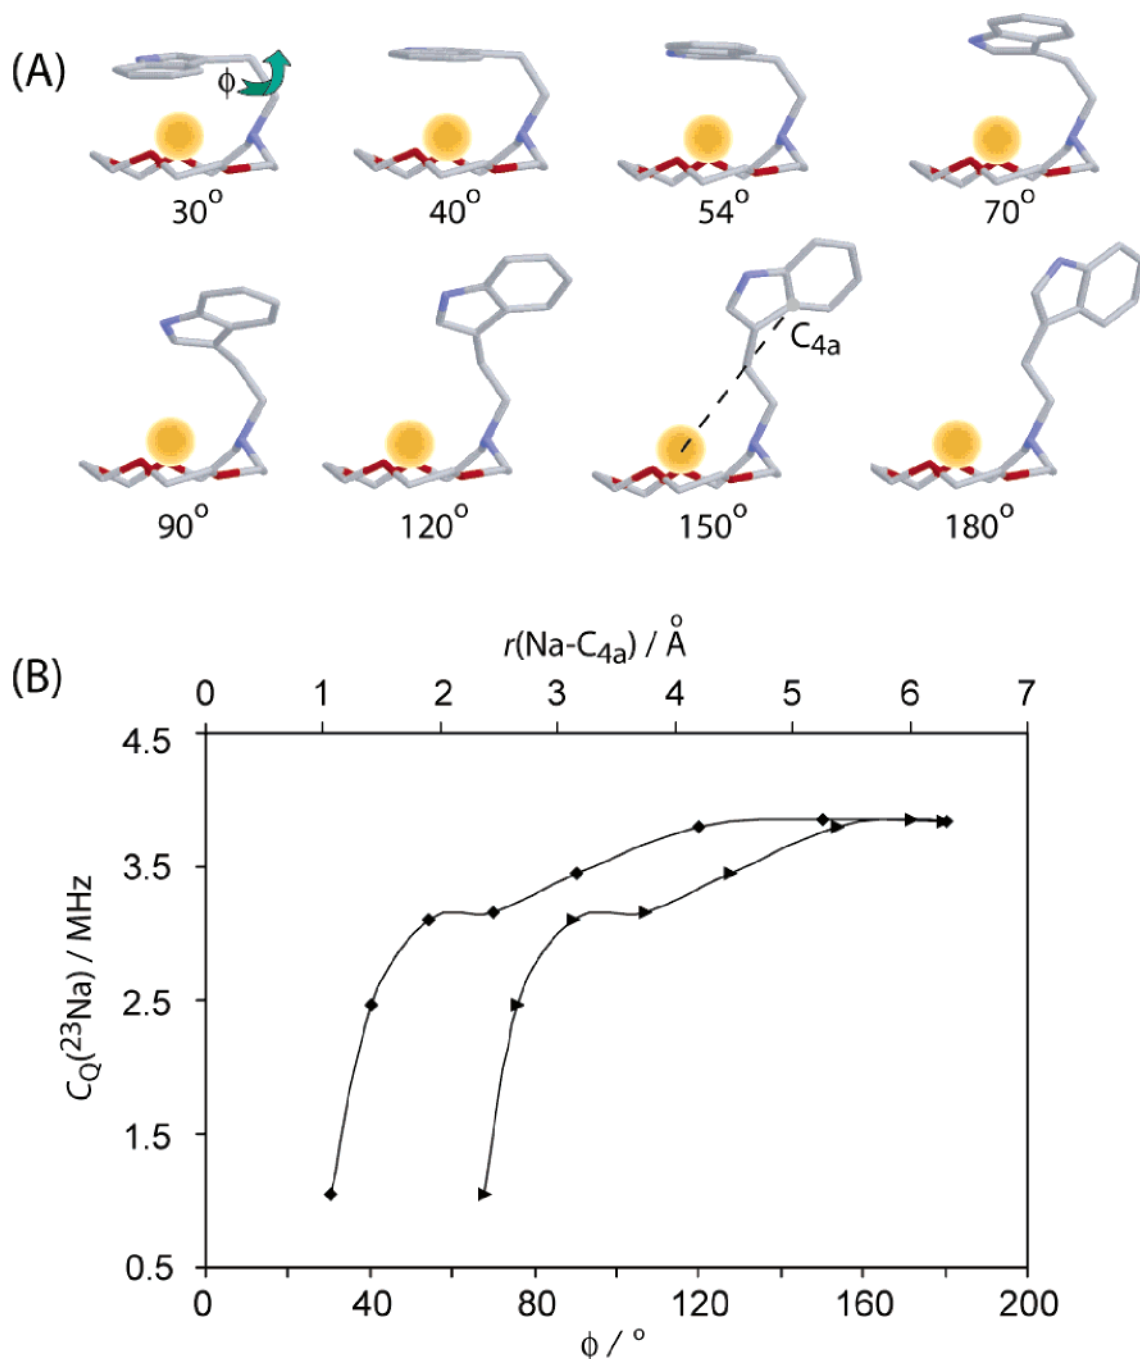 (A)
ϕ
30° 40° 54° 70°
C₄ₐ
90° 120° 150° 180°
(B)
r(Na-C₄ₐ) / Å
0 1 2 3 4 5 6 7
4.5
3.5
2.5
1.5
0.5
C_Q(²³Na) / MHz
0 40 80 120 160 200
ϕ / °